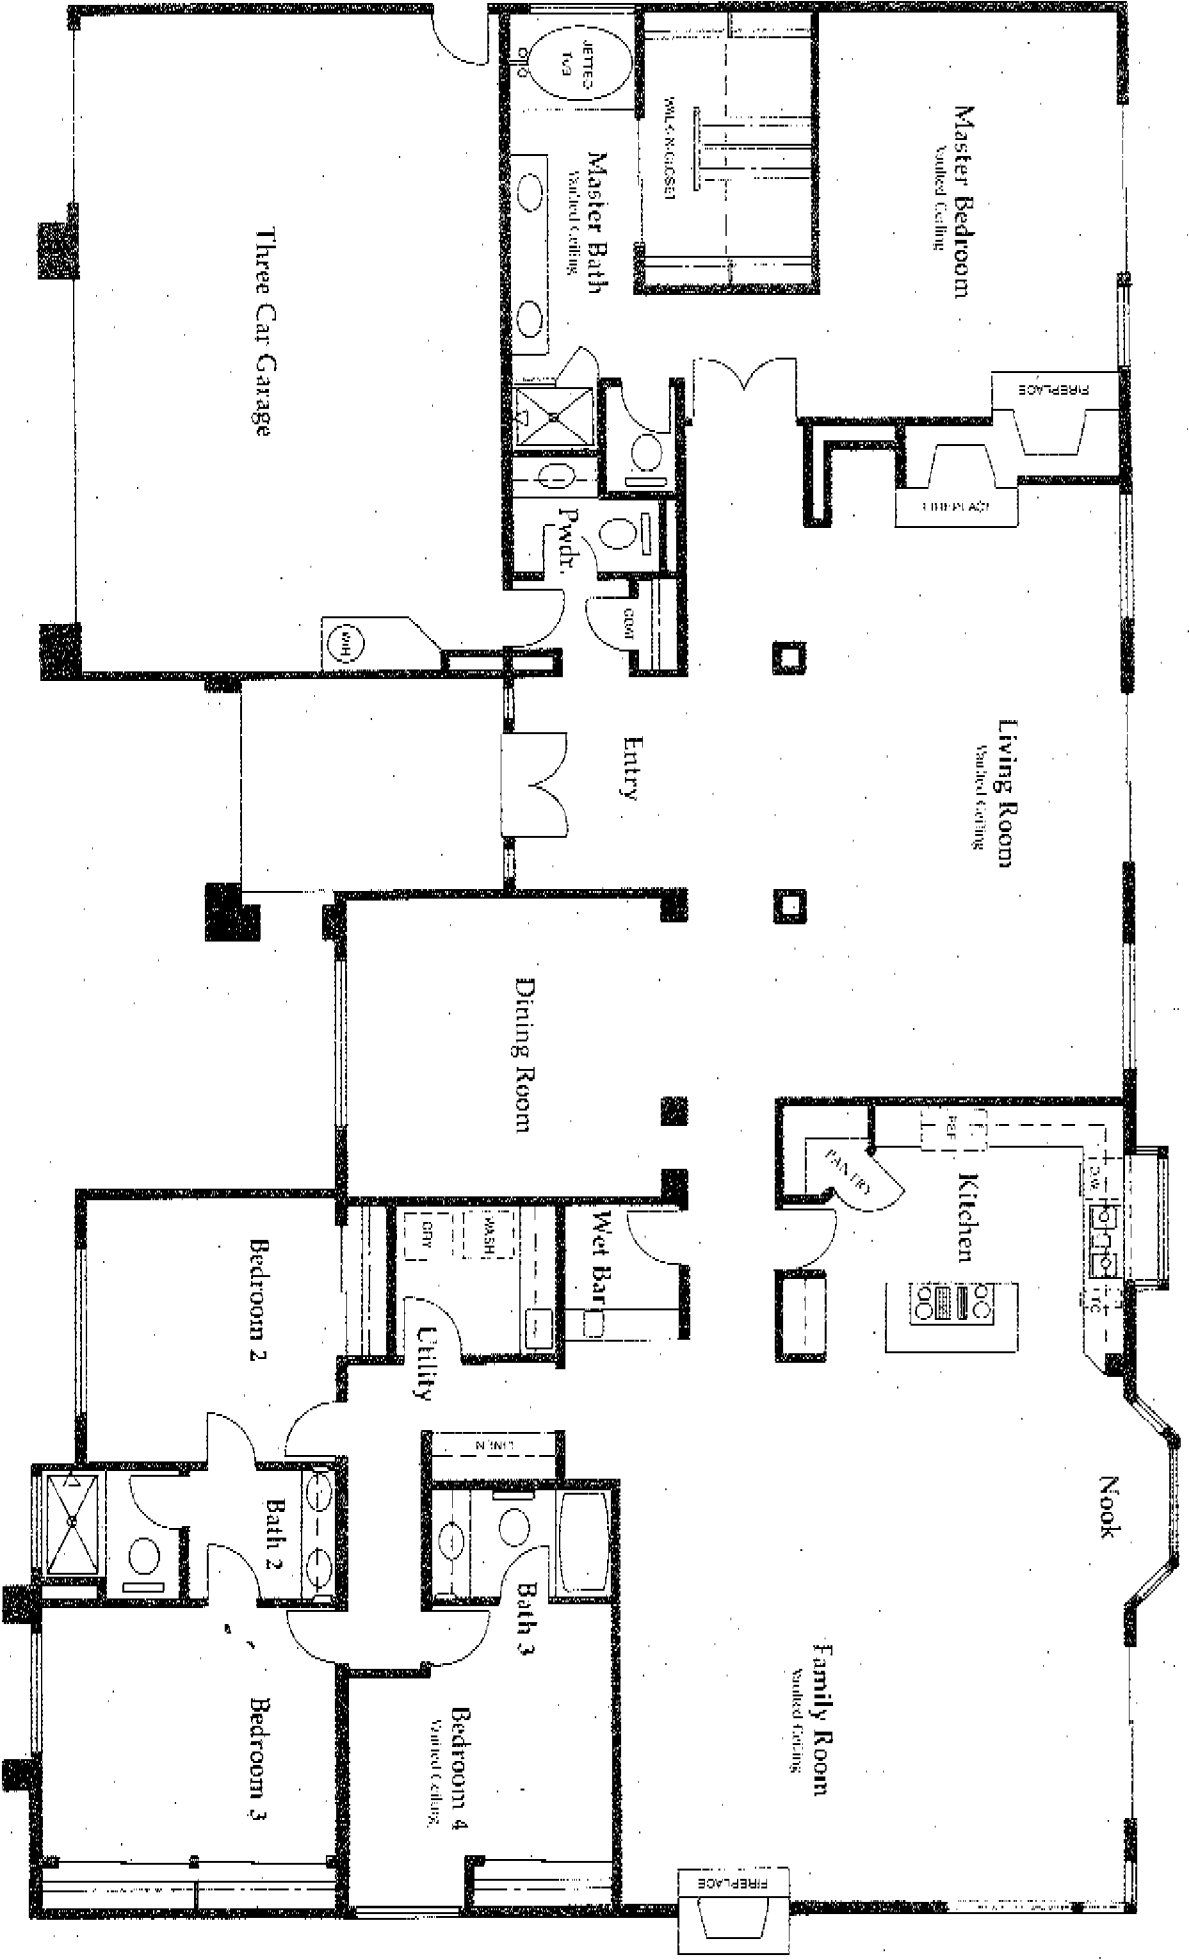 JETTED
TUB
WALK-IN-CLOSET
Master Bedroom
Vaulted Ceiling
Master Bath
Vaulted Ceiling
Three Car Garage
FIREPLACE
FIREPLACE
Pwdr.
COAT
W/H
Entry
Living Room
Vaulted Ceiling
Dining Room
REF
PANTRY
Kitchen
D/W
T/C
WASH
DRY
Wet Bar
Utility
Bedroom 2
LINEN
Nook
Bath 2
Bath 3
Family Room
Vaulted Ceiling
Bedroom 3
Bedroom 4
Vaulted Ceiling
FIREPLACE